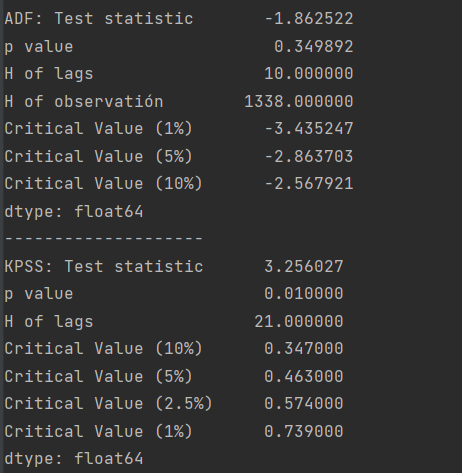 ADF: Test statistic -1.862522
p value 0.349892
H of lags 10.000000
H of observatión 1338.000000
Critical Value (1%) -3.435247
Critical Value (5%) -2.863703
Critical Value (10%) -2.567921
dtype: float64
--------------------
KPSS: Test statistic 3.256027
p value 0.010000
H of lags 21.000000
Critical Value (10%) 0.347000
Critical Value (5%) 0.463000
Critical Value (2.5%) 0.574000
Critical Value (1%) 0.739000
dtype: float64